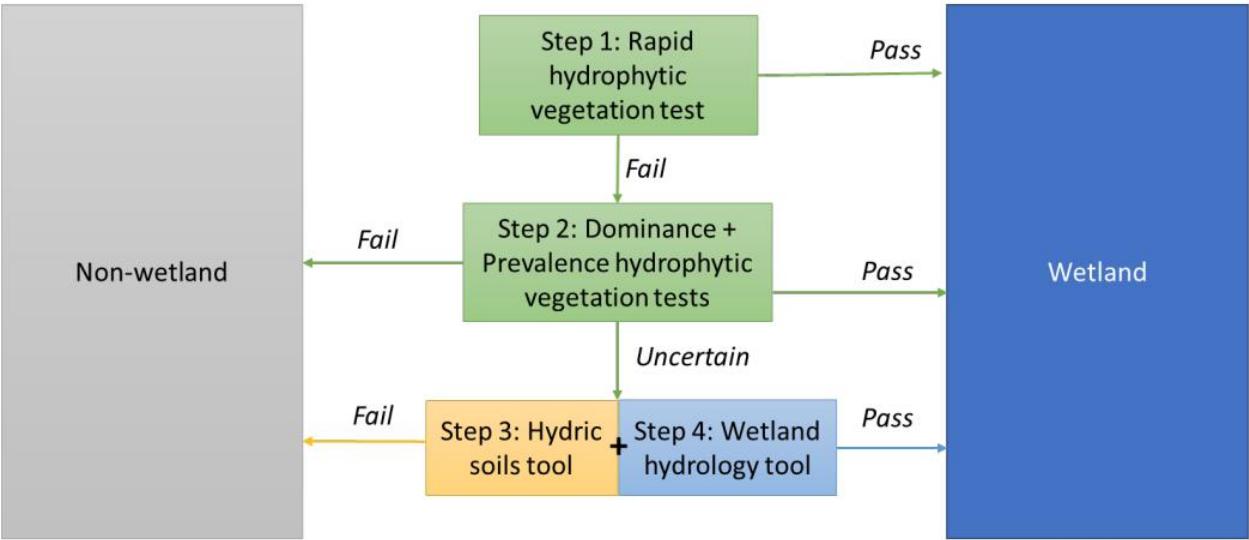 Step 1: Rapid
hydrophytic
vegetation test
Pass
Fail
Step 2: Dominance +
Prevalence hydrophytic
vegetation tests
Fail
Pass
Non-wetland
Wetland
Uncertain
Step 3: Hydric
soils tool
+
Step 4: Wetland
hydrology tool
Fail
Pass